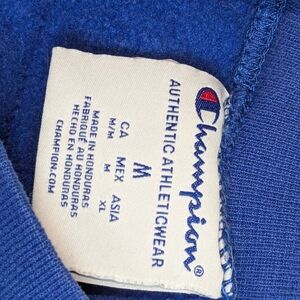 Champion®
AUTHENTIC ATHLETICWEAR
M
CA MEX ASIA
M/M M XL
MADE IN HONDURAS
FABRIQUÉ AU HONDURAS
HECHO EN HONDURAS
CHAMPION.COM